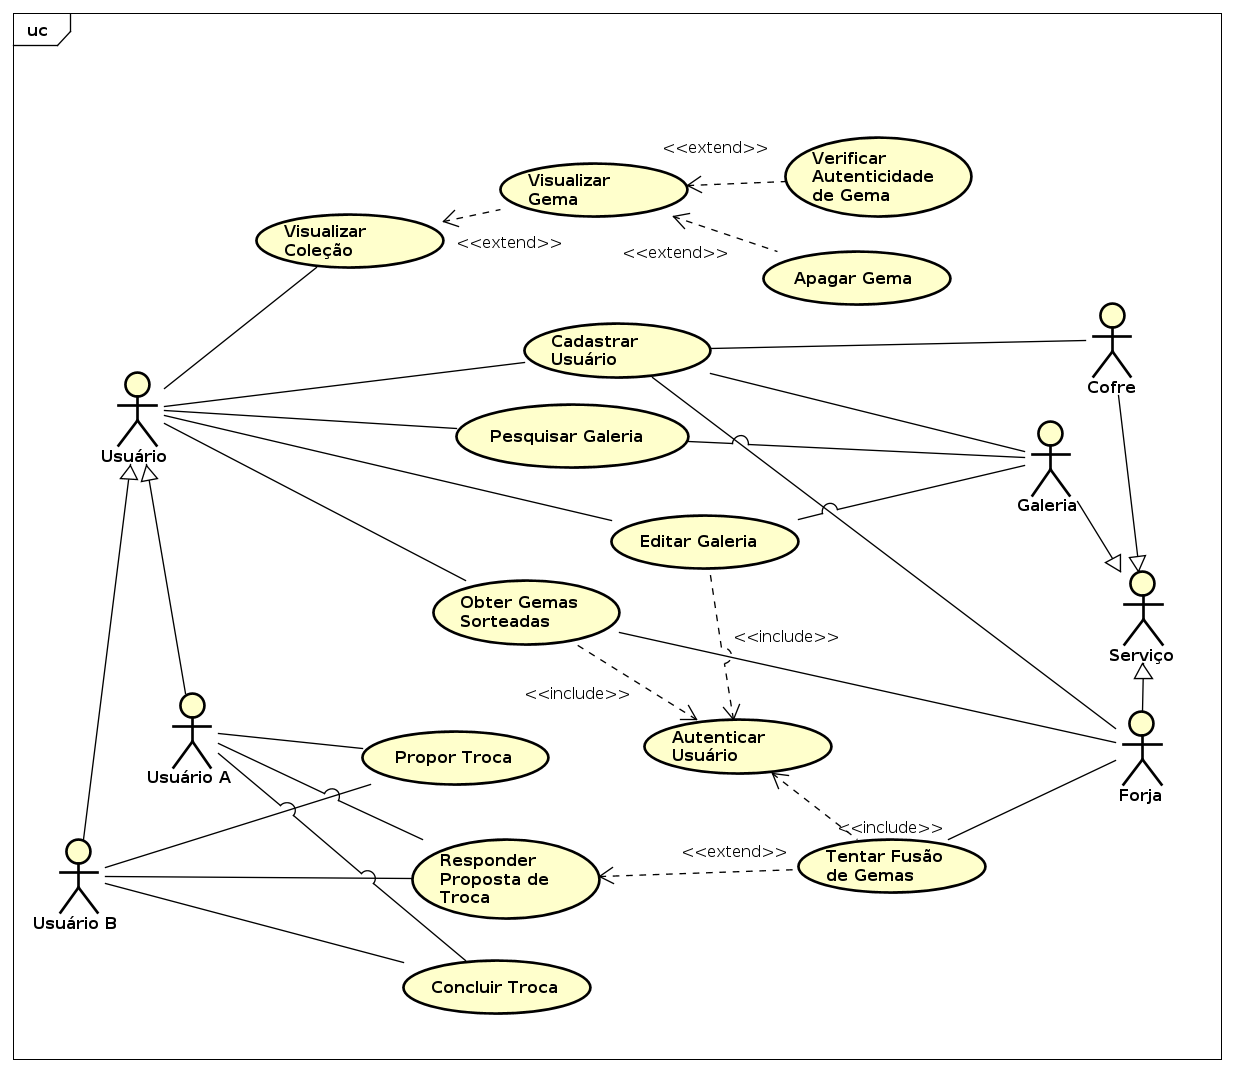 uc
<<extend>>
Verificar
Autenticidade
de Gema
Visualizar
Gema
Visualizar
Coleção
<<extend>>
<<extend>>
Apagar Gema
Cadastrar
Usuário
Cofre
Usuário
Pesquisar Galeria
Galeria
Editar Galeria
Obter Gemas
Sorteadas
<<include>>
Serviço
<<include>>
Autenticar
Usuário
Usuário A
Propor Troca
Forja
<<include>>
<<extend>>
Tentar Fusão
de Gemas
Responder
Proposta de
Troca
Usuário B
Concluir Troca